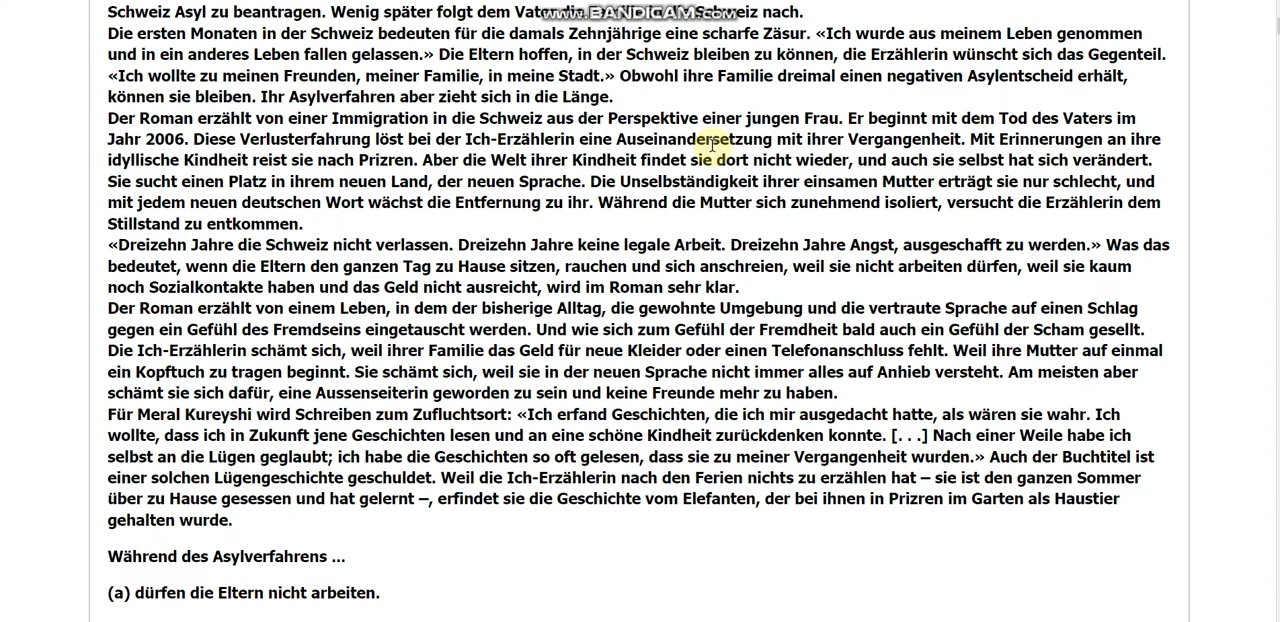 Schweiz Asyl zu beantragen. Wenig später folgt dem Vater die Schweiz nach.
www.BANDICAM.com
Die ersten Monaten in der Schweiz bedeuten für die damals Zehnjährige eine scharfe Zäsur. «Ich wurde aus meinem Leben genommen
und in ein anderes Leben fallen gelassen.» Die Eltern hoffen, in der Schweiz bleiben zu können, die Erzählerin wünscht sich das Gegenteil.
«Ich wollte zu meinen Freunden, meiner Familie, in meine Stadt.» Obwohl ihre Familie dreimal einen negativen Asylentscheid erhält,
können sie bleiben. Ihr Asylverfahren aber zieht sich in die Länge.
Der Roman erzählt von einer Immigration in die Schweiz aus der Perspektive einer jungen Frau. Er beginnt mit dem Tod des Vaters im
Jahr 2006. Diese Verlusterfahrung löst bei der Ich-Erzählerin eine Auseinandersetzung mit ihrer Vergangenheit. Mit Erinnerungen an ihre
idyllische Kindheit reist sie nach Prizren. Aber die Welt ihrer Kindheit findet sie dort nicht wieder, und auch sie selbst hat sich verändert.
Sie sucht einen Platz in ihrem neuen Land, der neuen Sprache. Die Unselbständigkeit ihrer einsamen Mutter erträgt sie nur schlecht, und
mit jedem neuen deutschen Wort wächst die Entfernung zu ihr. Während die Mutter sich zunehmend isoliert, versucht die Erzählerin dem
Stillstand zu entkommen.
«Dreizehn Jahre die Schweiz nicht verlassen. Dreizehn Jahre keine legale Arbeit. Dreizehn Jahre Angst, ausgeschafft zu werden.» Was das
bedeutet, wenn die Eltern den ganzen Tag zu Hause sitzen, rauchen und sich anschreien, weil sie nicht arbeiten dürfen, weil sie kaum
noch Sozialkontakte haben und das Geld nicht ausreicht, wird im Roman sehr klar.
Der Roman erzählt von einem Leben, in dem der bisherige Alltag, die gewohnte Umgebung und die vertraute Sprache auf einen Schlag
gegen ein Gefühl des Fremdseins eingetauscht werden. Und wie sich zum Gefühl der Fremdheit bald auch ein Gefühl der Scham gesellt.
Die Ich-Erzählerin schämt sich, weil ihrer Familie das Geld für neue Kleider oder einen Telefonanschluss fehlt. Weil ihre Mutter auf einmal
ein Kopftuch zu tragen beginnt. Sie schämt sich, weil sie in der neuen Sprache nicht immer alles auf Anhieb versteht. Am meisten aber
schämt sie sich dafür, eine Aussenseiterin geworden zu sein und keine Freunde mehr zu haben.
Für Meral Kureyshi wird Schreiben zum Zufluchtsort: «Ich erfand Geschichten, die ich mir ausgedacht hatte, als wären sie wahr. Ich
wollte, dass ich in Zukunft jene Geschichten lesen und an eine schöne Kindheit zurückdenken konnte. [. . .] Nach einer Weile habe ich
selbst an die Lügen geglaubt; ich habe die Geschichten so oft gelesen, dass sie zu meiner Vergangenheit wurden.» Auch der Buchtitel ist
einer solchen Lügengeschichte geschuldet. Weil die Ich-Erzählerin nach den Ferien nichts zu erzählen hat – sie ist den ganzen Sommer
über zu Hause gesessen und hat gelernt –, erfindet sie die Geschichte vom Elefanten, der bei ihnen in Prizren im Garten als Haustier
gehalten wurde.
Während des Asylverfahrens ...
(a) dürfen die Eltern nicht arbeiten.